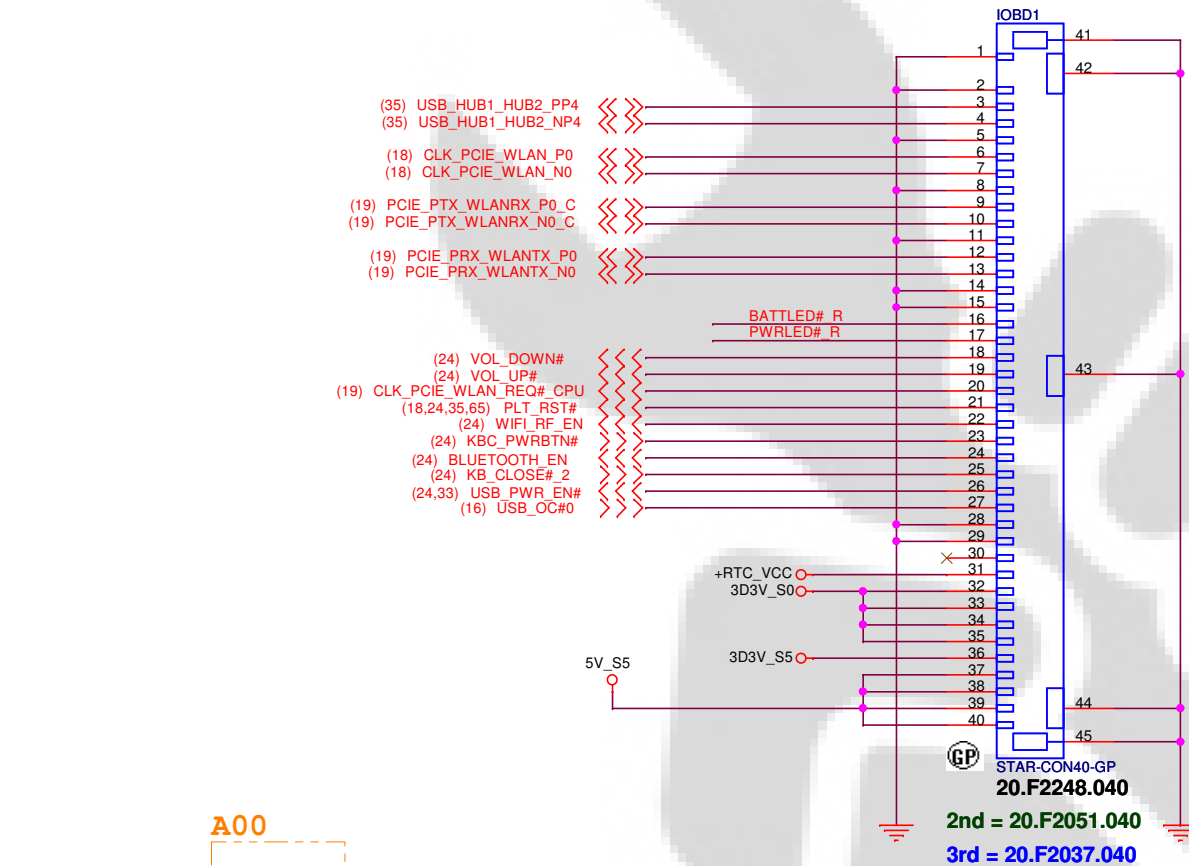 IOBD1
41
1
42
2
(35) USB_HUB1_HUB2_PP4 3
(35) USB_HUB1_HUB2_NP4 4
5
(18) CLK_PCIE_WLAN_P0 6
(18) CLK_PCIE_WLAN_N0 7
8
(19) PCIE_PTX_WLANRX_P0_C 9
(19) PCIE_PTX_WLANRX_N0_C 10
11
(19) PCIE_PRX_WLANTX_P0 12
(19) PCIE_PRX_WLANTX_N0 13
14
15
BATTLED#_R 16
PWRLED#_R 17
(24) VOL_DOWN# 18
(24) VOL_UP# 19 43
(19) CLK_PCIE_WLAN_REQ#_CPU 20
(18,24,35,65) PLT_RST# 21
(24) WIFI_RF_EN 22
(24) KBC_PWRBTN# 23
(24) BLUETOOTH_EN 24
(24) KB_CLOSE#_2 25
(24,33) USB_PWR_EN# 26
(16) USB_OC#0 27
28
29
30
+RTC_VCC 31
3D3V_S0 32
33
34
35
3D3V_S5 36
5V_S5
37
38
39 44
40
45
GP
STAR-CON40-GP
20.F2248.040
2nd = 20.F2051.040
A00
3rd = 20.F2037.040